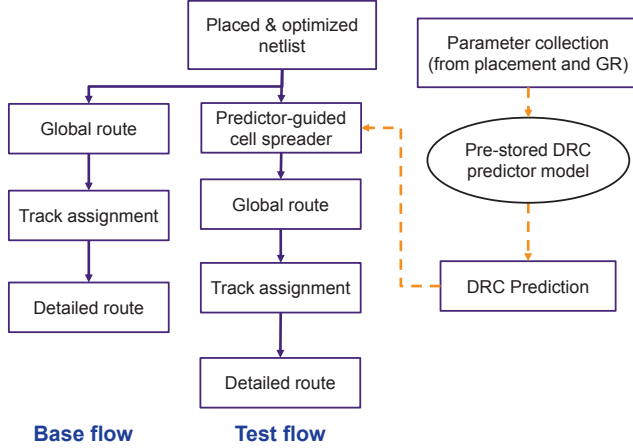 Placed & optimized
netlist
Parameter collection
(from placement and GR)
Global route
Predictor-guided
cell spreader
Pre-stored DRC
predictor model
Track assignment
Global route
Detailed route
Track assignment
DRC Prediction
Detailed route
Base flow
Test flow